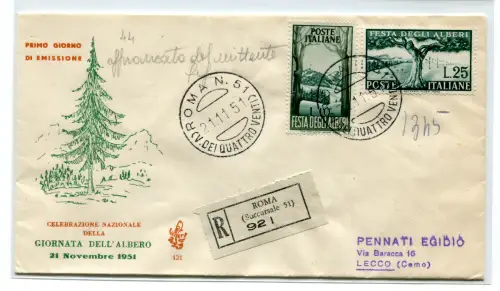 PRIMO GIORNO
DI EMISSIONE
44
affrancato dal mittente
POSTE
ITALIANE
FESTA DEGLI ALBERI
FESTA DEGLI ALBERI
L.25
POSTE ITALIANE
ROMA N. 51
21.11.51
(V. DEI QUATTRO VENTI)
1.51
QUATTRO VENTI
R
ROMA
(Succursale 51)
921
CELEBRAZIONE NAZIONALE
DELLA
GIORNATA DELL'ALBERO
21 Novembre 1951
121
PENNATI EGIDIO
Via Baracca 16
LECCO (Como)